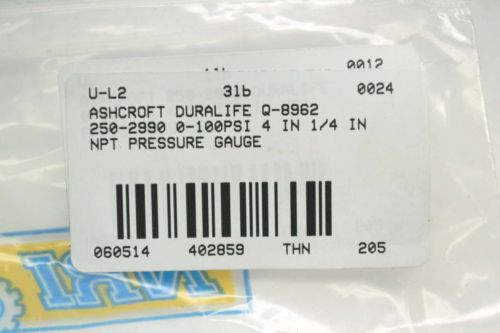 0012
U-L2 31b 0024
ASHCROFT DURALIFE Q-8962
250-2990 0-100PSI 4 IN 1/4 IN
NPT PRESSURE GAUGE
060514 402859 THN 205